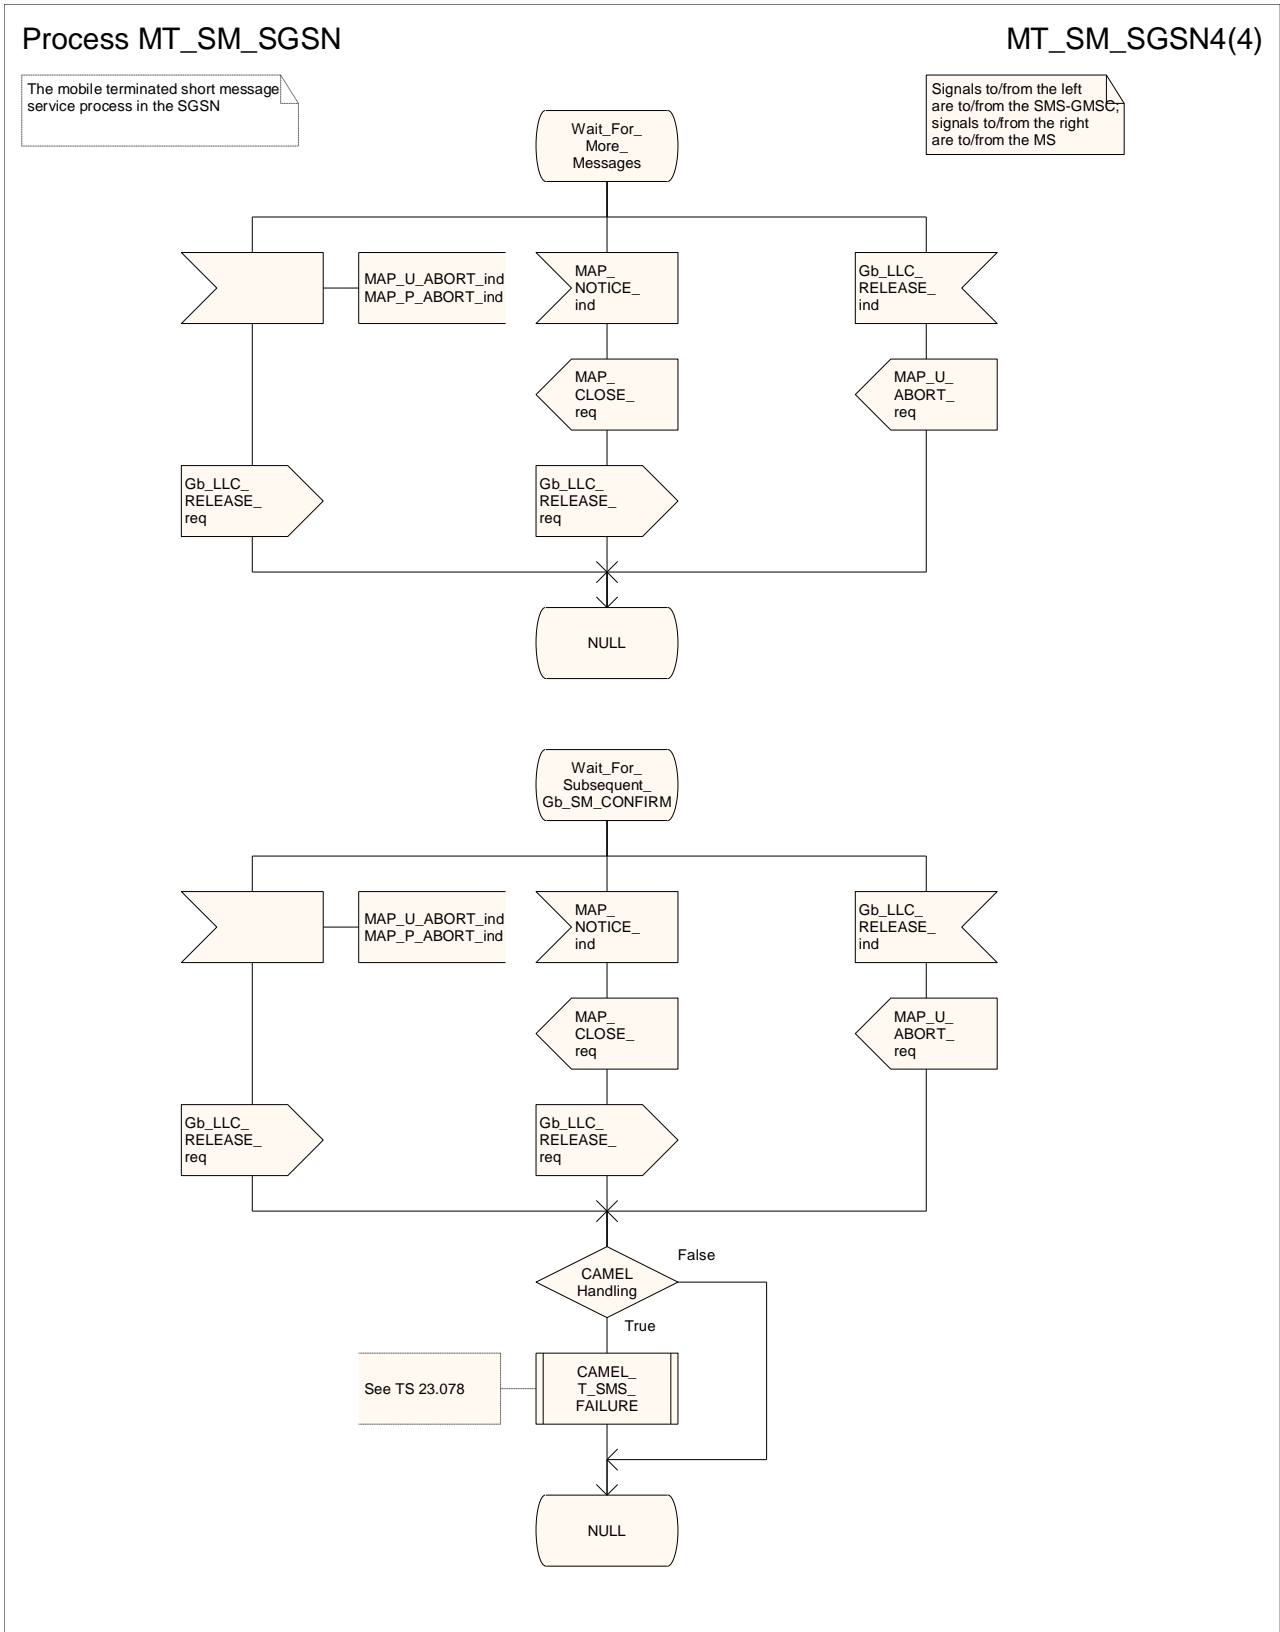 Process MT_SM_SGSN
MT_SM_SGSN4(4)
The mobile terminated short message
service process in the SGSN
Signals to/from the left
are to/from the SMS-GMSC;
signals to/from the right
are to/from the MS
Wait_For_
More_
Messages
MAP_U_ABORT_ind
MAP_P_ABORT_ind
MAP_
NOTICE_
ind
Gb_LLC_
RELEASE_
ind
MAP_
CLOSE_
req
MAP_U_
ABORT_
req
Gb_LLC_
RELEASE_
req
Gb_LLC_
RELEASE_
req
NULL
Wait_For_
Subsequent_
Gb_SM_CONFIRM
MAP_U_ABORT_ind
MAP_P_ABORT_ind
MAP_
NOTICE_
ind
Gb_LLC_
RELEASE_
ind
MAP_
CLOSE_
req
MAP_U_
ABORT_
req
Gb_LLC_
RELEASE_
req
Gb_LLC_
RELEASE_
req
False
CAMEL
Handling
True
See TS 23.078
CAMEL_
T_SMS_
FAILURE
NULL